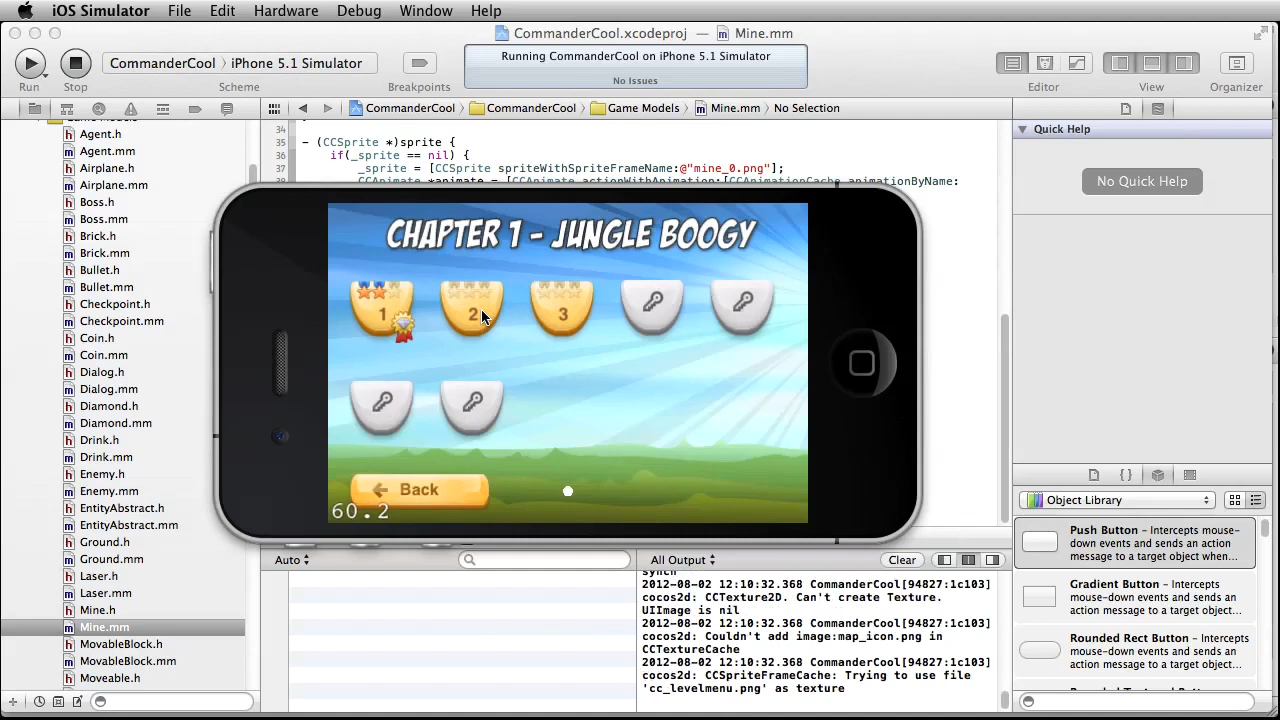 iOS Simulator File Edit Hardware Debug Window Help
CommanderCool.xcodeproj — Mine.mm
CommanderCool › iPhone 5.1 Simulator
Running CommanderCool on iPhone 5.1 Simulator
No Issues
Run Stop Scheme Breakpoints Editor View Organizer
CommanderCool CommanderCool Game Models Mine.mm No Selection
Agent.h
Agent.mm
Airplane.h
Airplane.mm
Boss.h
Boss.mm
Brick.h
Brick.mm
Bullet.h
Bullet.mm
Checkpoint.h
Checkpoint.mm
Coin.h
Coin.mm
Dialog.h
Dialog.mm
Diamond.h
Diamond.mm
Drink.h
Drink.mm
Enemy.h
Enemy.mm
EntityAbstract.h
EntityAbstract.mm
Ground.h
Ground.mm
Laser.h
Laser.mm
Mine.h
Mine.mm
MovableBlock.h
MovableBlock.mm
Moveable.h
34
35 - (CCSprite *)sprite {
36 if(_sprite == nil) {
37 _sprite = [CCSprite spriteWithSpriteFrameName:@"mine_0.png"];
CCAnimate *animate = [CCAnimate actionWithAnimation:[CCAnimationCache animationByName:
CHAPTER 1 - JUNGLE BOOGY
1 2 3
Back
60.2
Auto
All Output
Clear
synth
2012-08-02 12:10:32.368 CommanderCool[94827:1c103]
cocos2d: CCTexture2D. Can't create Texture.
UIImage is nil
2012-08-02 12:10:32.368 CommanderCool[94827:1c103]
cocos2d: Couldn't add image:map_icon.png in
CCTextureCache
2012-08-02 12:10:32.368 CommanderCool[94827:1c103]
cocos2d: CCSpriteFrameCache: Trying to use file
'cc_levelmenu.png' as texture
Quick Help
No Quick Help
Object Library
Push Button – Intercepts mouse-
down events and sends an action
message to a target object when...
Gradient Button – Intercepts
mouse-down events and sends an
action message to a target object...
Rounded Rect Button – Intercepts
mouse-down events and sends an
action message to a target object...